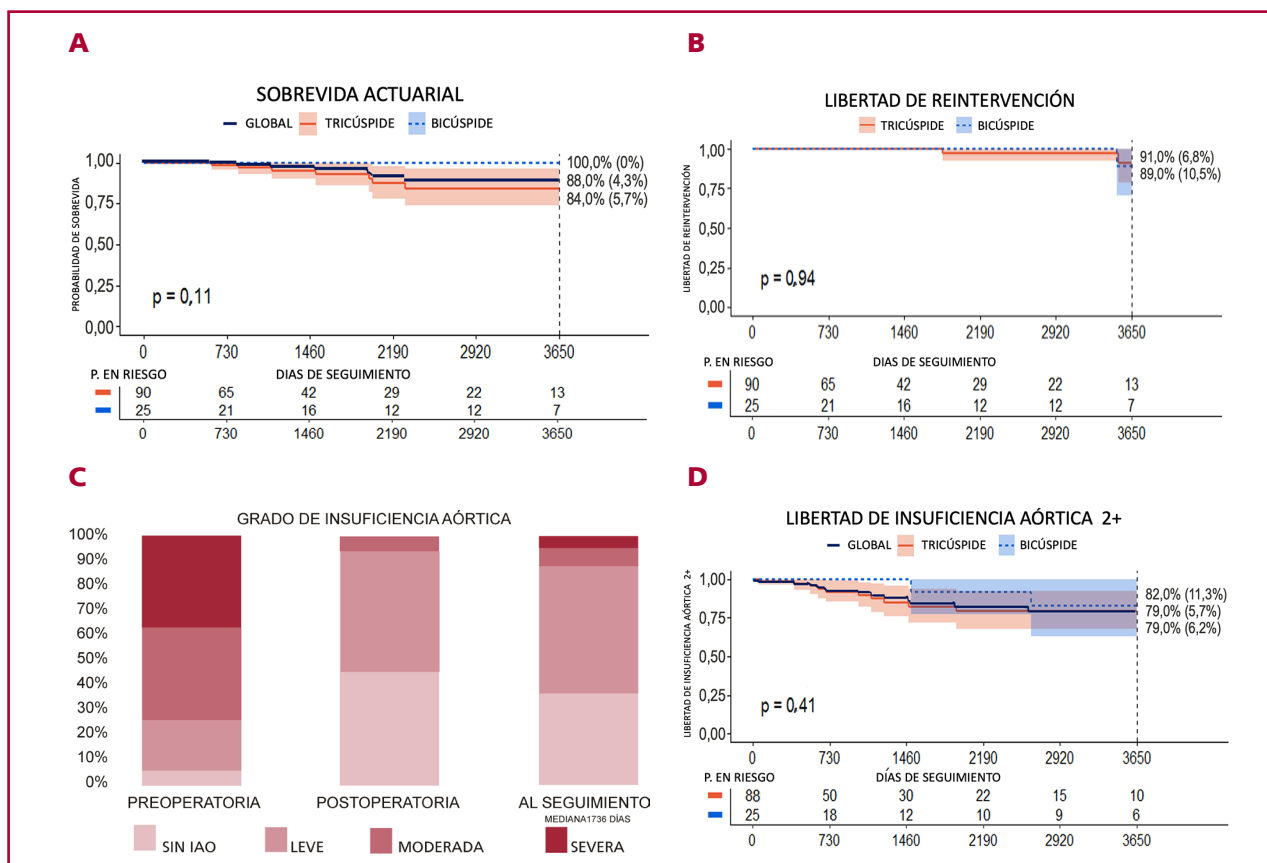 A
SOBREVIDA ACTUARIAL
GLOBAL TRICÚSPIDE BICÚSPIDE
PROBABILIDAD DE SOBREVIDA
1,00
0,75
0,50
0,25
0,00
100,0% (0%)
88,0% (4,3%)
84,0% (5,7%)
p = 0,11
0 730 1460 2190 2920 3650
P. EN RIESGO DIAS DE SEGUIMIENTO
90 65 42 29 22 13
25 21 16 12 12 7
0 730 1460 2190 2920 3650
B
LIBERTAD DE REINTERVENCIÓN
TRICÚSPIDE BICÚSPIDE
LIBERTAD DE REINTERVENCIÓN
1,00
0,75
0,50
0,25
0,00
91,0% (6,8%)
89,0% (10,5%)
p = 0,94
0 730 1460 2190 2920 3650
P. EN RIESGO DIAS DE SEGUIMIENTO
90 65 42 29 22 13
25 21 16 12 12 7
0 730 1460 2190 2920 3650
C
GRADO DE INSUFICIENCIA AÓRTICA
100%
90%
80%
70%
60%
50%
40%
30%
20%
10%
0%
PREOPERATORIA POSTOPERATORIA AL SEGUIMIENTO
MEDIANA1736 DÍAS
SIN IAO LEVE MODERADA SEVERA
D
LIBERTAD DE INSUFICIENCIA AÓRTICA 2+
GLOBAL TRICÚSPIDE BICÚSPIDE
LIBERTAD DE INSUFICIENCIA AÓRTICA 2+
1,00
0,75
0,50
0,25
0,00
82,0% (11,3%)
79,0% (5,7%)
79,0% (6,2%)
p = 0,41
0 730 1460 2190 2920 3650
P. EN RIESGO DÍAS DE SEGUIMIENTO
88 50 30 22 15 10
25 18 12 10 9 6
0 730 1460 2190 2920 3650